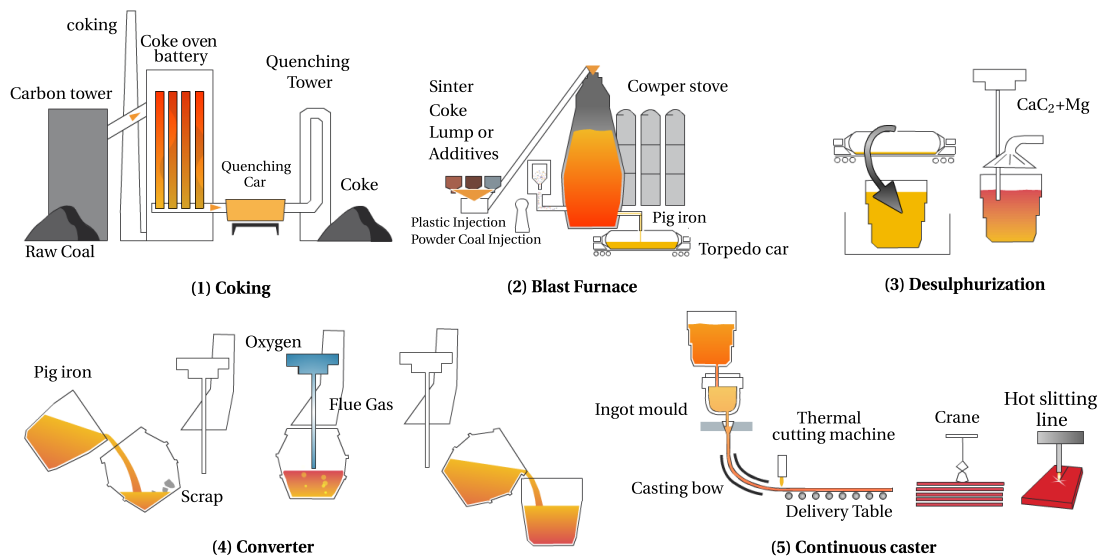 coking
Coke oven
battery
Carbon tower
Quenching
Tower
Quenching
Car
Coke
Raw Coal
(1) Coking
Sinter
Coke
Lump or
Additives
Cowper stove
Plastic Injection
Powder Coal Injection
Pig iron
Torpedo car
(2) Blast Furnace
CaC₂+Mg
(3) Desulphurization
Pig iron
Scrap
Oxygen
Flue Gas
(4) Converter
Ingot mould
Casting bow
Thermal
cutting machine
Delivery Table
Crane
Hot slitting
line
(5) Continuous caster